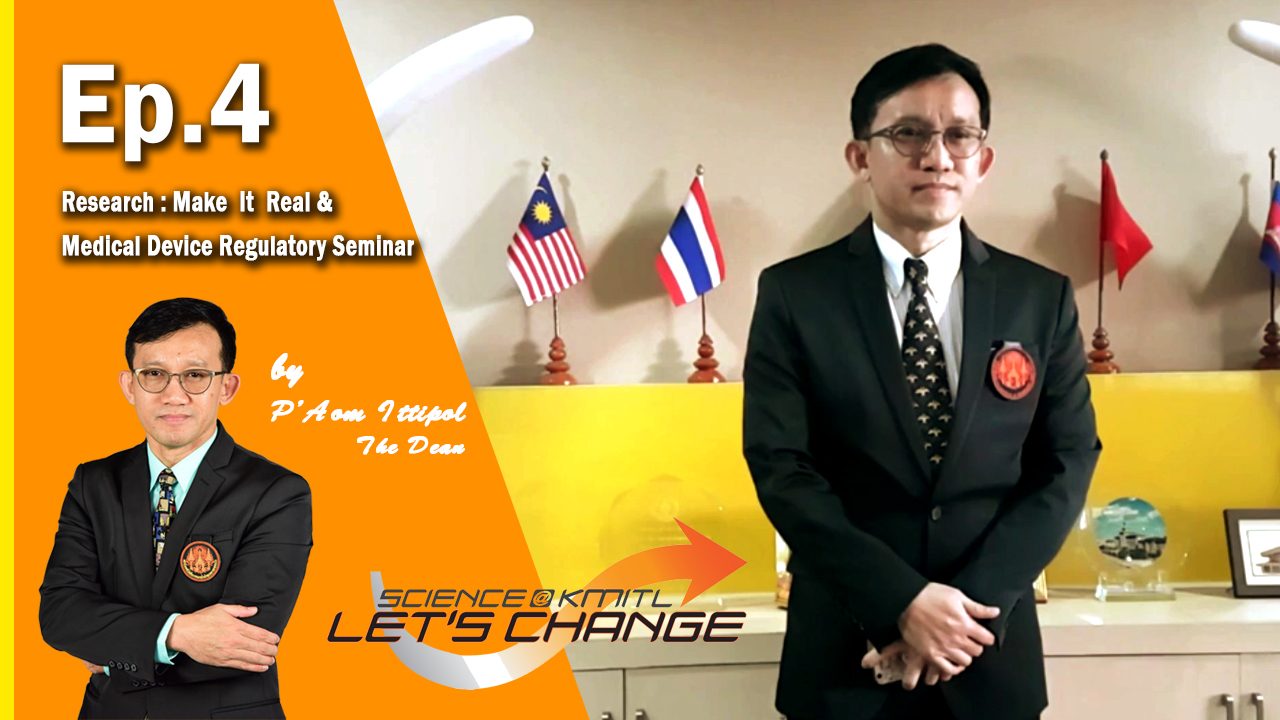 Ep.4
Research : Make It Real &
Medical Device Regulatory Seminar
by
P'Aom Ittipol
The Dean
SCIENCE @ KMITL
LET'S CHANGE